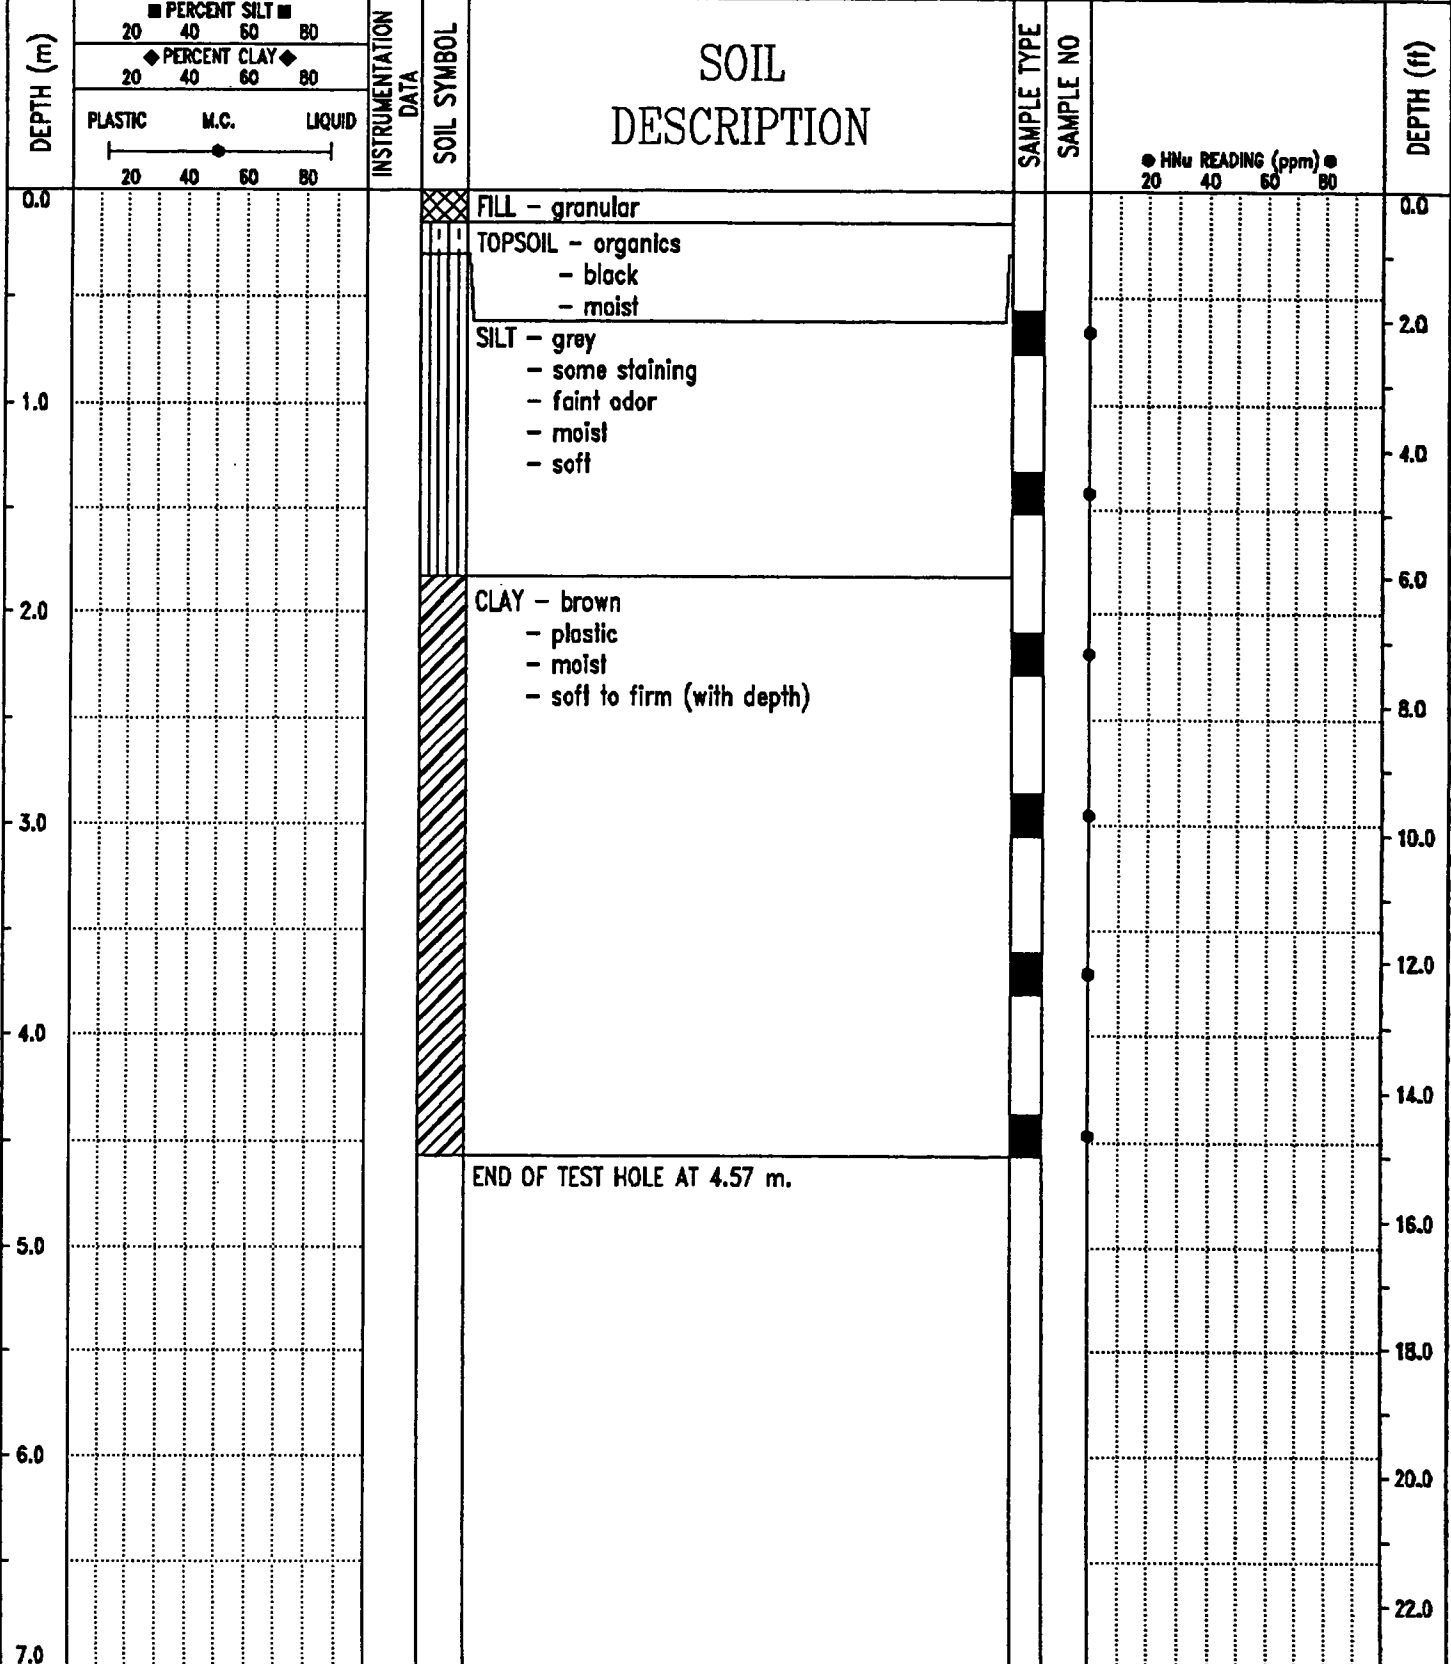 ■ PERCENT SILT ■
20 40 60 80
◆ PERCENT CLAY ◆
20 40 60 80
PLASTIC M.C. LIQUID
20 40 60 80
DEPTH (m)
INSTRUMENTATION
DATA
SOIL SYMBOL
SOIL
DESCRIPTION
SAMPLE TYPE
SAMPLE NO
● HNu READING (ppm) ●
20 40 60 80
DEPTH (ft)
0.0
1.0
2.0
3.0
4.0
5.0
6.0
7.0
FILL - granular
TOPSOIL - organics
- black
- moist
SILT - grey
- some staining
- faint odor
- moist
- soft
CLAY - brown
- plastic
- moist
- soft to firm (with depth)
END OF TEST HOLE AT 4.57 m.
0.0
2.0
4.0
6.0
8.0
10.0
12.0
14.0
16.0
18.0
20.0
22.0